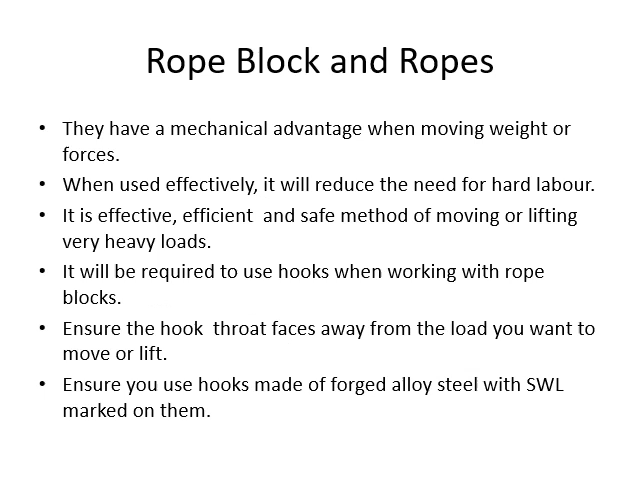 Rope Block and Ropes
• They have a mechanical advantage when moving weight or
forces.
• When used effectively, it will reduce the need for hard labour.
• It is effective, efficient  and safe method of moving or lifting
very heavy loads.
• It will be required to use hooks when working with rope
blocks.
• Ensure the hook  throat faces away from the load you want to
move or lift.
• Ensure you use hooks made of forged alloy steel with SWL
marked on them.